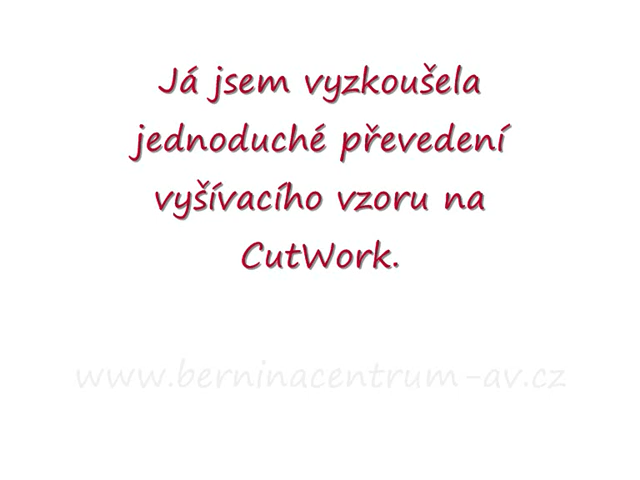 Já jsem vyzkoušela
jednoduché převedení
vyšívacího vzoru na
CutWork.
www.berninacentrum-av.cz